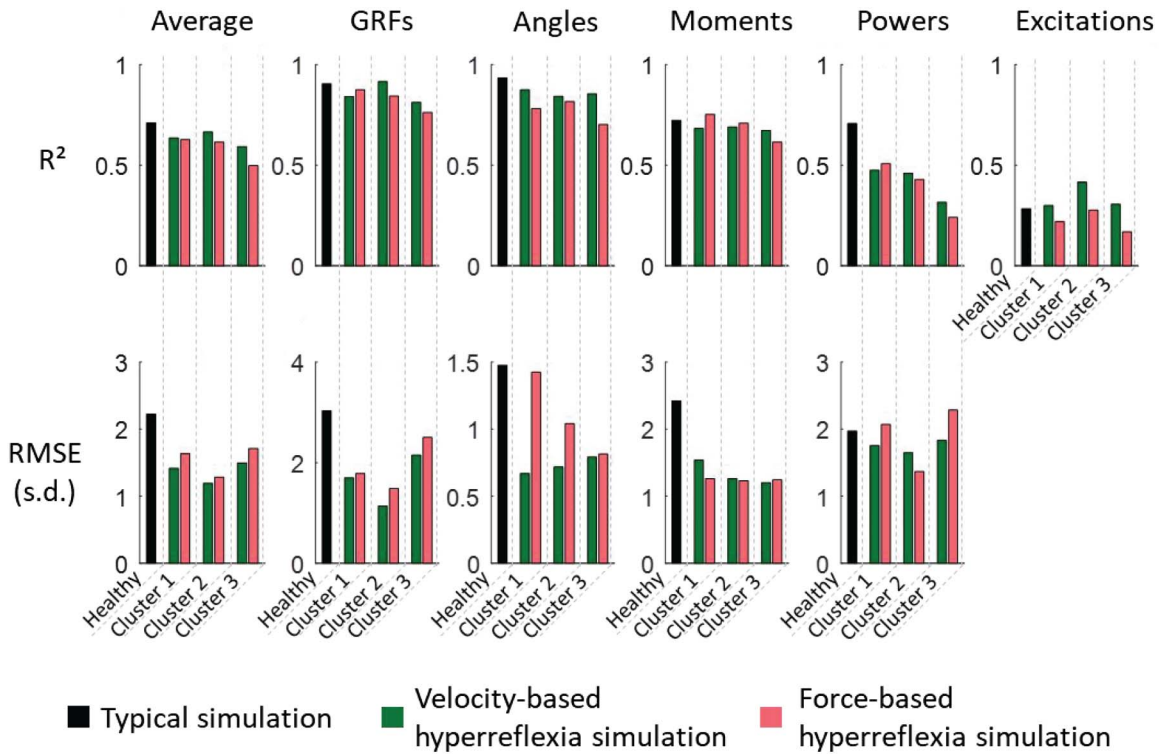 Average GRFs Angles Moments Powers Excitations
R²
1 1 1 1 1 1
0.5 0.5 0.5 0.5 0.5 0.5
0 0 0 0 0 0
Healthy Cluster 1 Cluster 2 Cluster 3
RMSE
(s.d.)
3 4 1.5 3 3
2 2 1 2 2
1 0.5 1 1
0 0 0 0 0
Healthy Cluster 1 Cluster 2 Cluster 3 Healthy Cluster 1 Cluster 2 Cluster 3 Healthy Cluster 1 Cluster 2 Cluster 3 Healthy Cluster 1 Cluster 2 Cluster 3 Healthy Cluster 1 Cluster 2 Cluster 3
Typical simulation
Velocity-based
hyperreflexia simulation
Force-based
hyperreflexia simulation